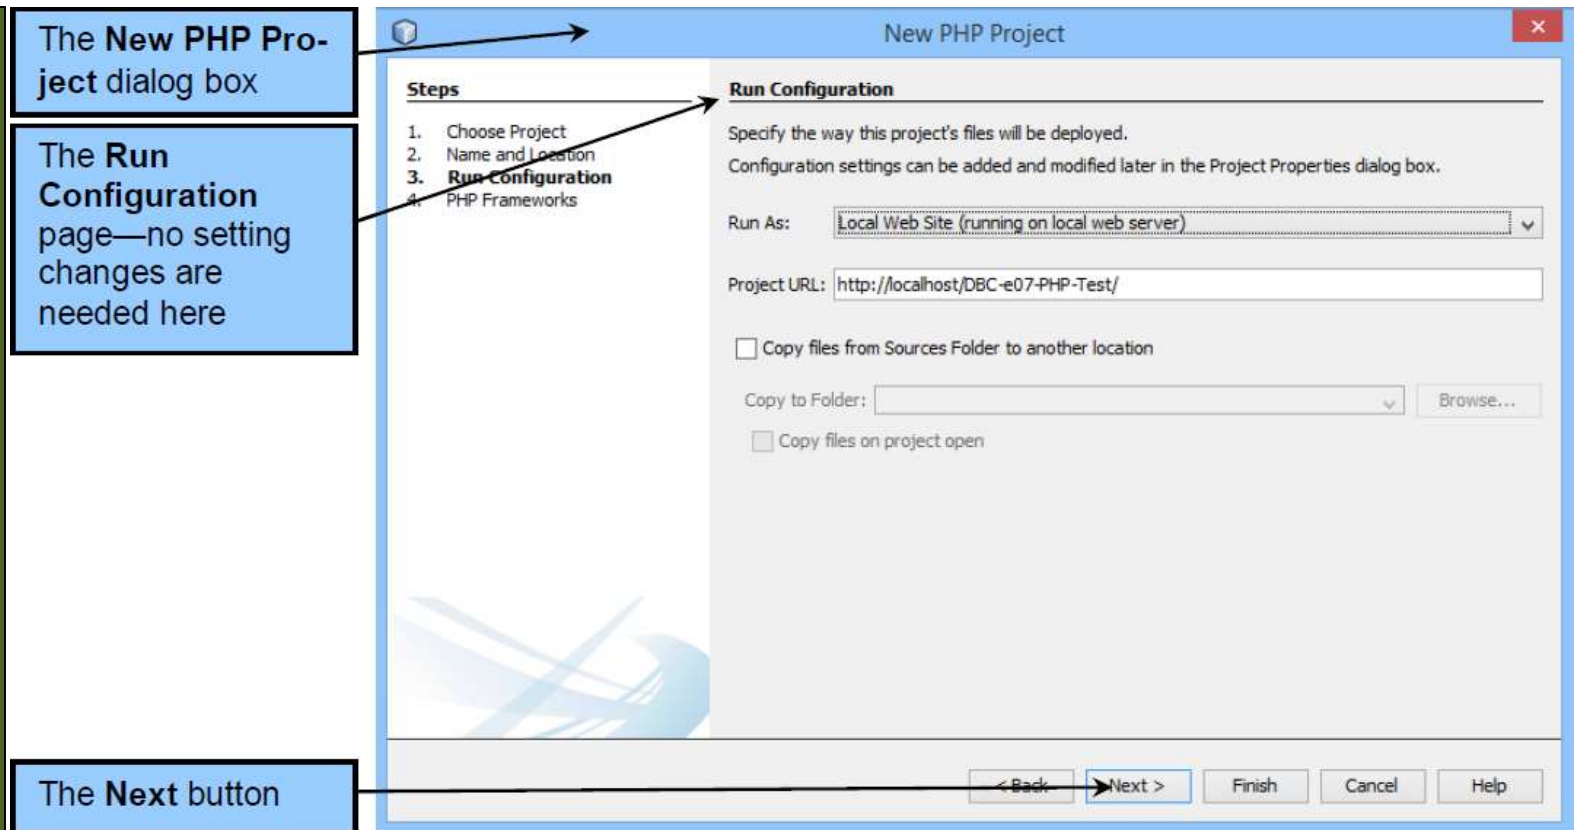 The New PHP Pro-
ject dialog box
The Run
Configuration
page—no setting
changes are
needed here
The Next button
New PHP Project
Steps
1. Choose Project
2. Name and Location
3. Run Configuration
4. PHP Frameworks
Run Configuration
Specify the way this project's files will be deployed.
Configuration settings can be added and modified later in the Project Properties dialog box.
Run As: Local Web Site (running on local web server)
Project URL: http://localhost/DBC-e07-PHP-Test/
Copy files from Sources Folder to another location
Copy to Folder: Browse...
Copy files on project open
< Back Next > Finish Cancel Help